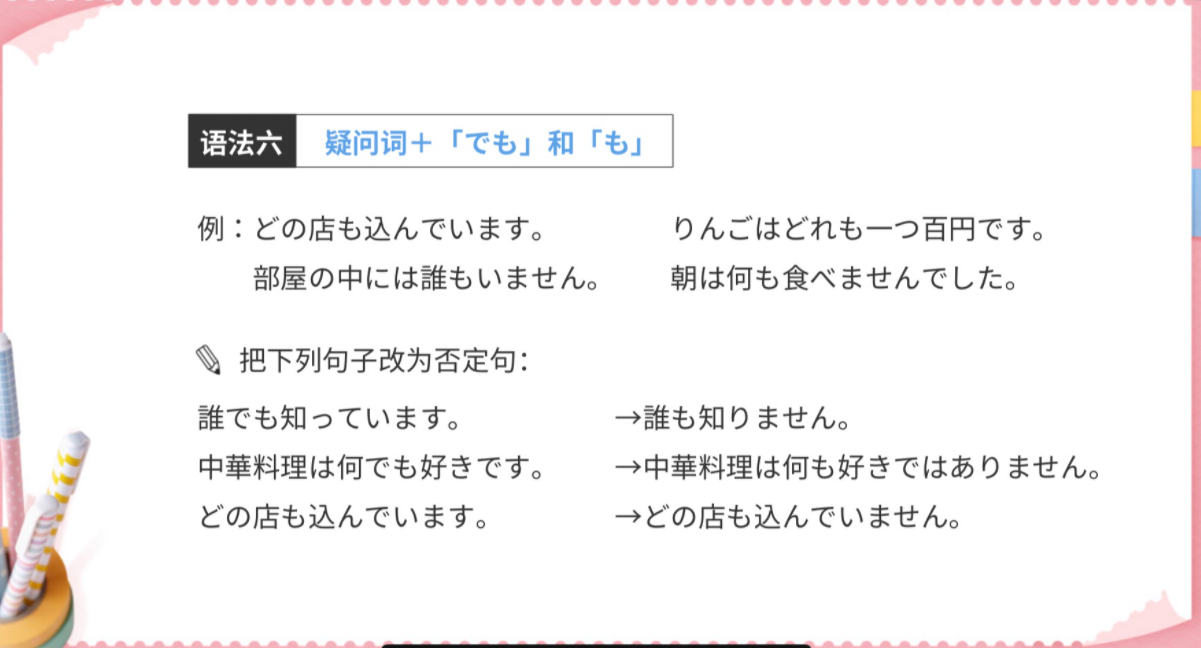 语法六 疑问词＋「でも」和「も」
例：どの店も込んでいます。 りんごはどれも一つ百円です。
部屋の中には誰もいません。 朝は何も食べませんでした。
把下列句子改为否定句：
誰でも知っています。 →誰も知りません。
中華料理は何でも好きです。 →中華料理は何も好きではありません。
どの店も込んでいます。 →どの店も込んでいません。